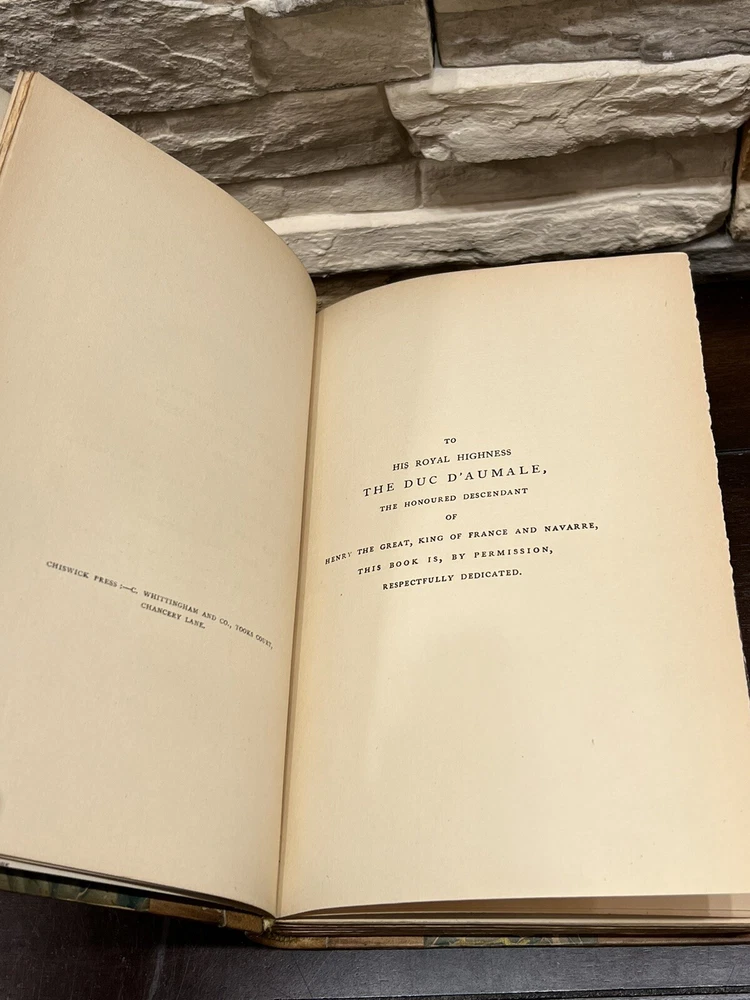 CHISWICK PRESS:—C. WHITTINGHAM AND CO., TOOKS COURT,
CHANCERY LANE.
TO
HIS ROYAL HIGHNESS
THE DUC D'AUMALE,
THE HONOURED DESCENDANT
OF
HENRY THE GREAT, KING OF FRANCE AND NAVARRE,
THIS BOOK IS, BY PERMISSION,
RESPECTFULLY DEDICATED.